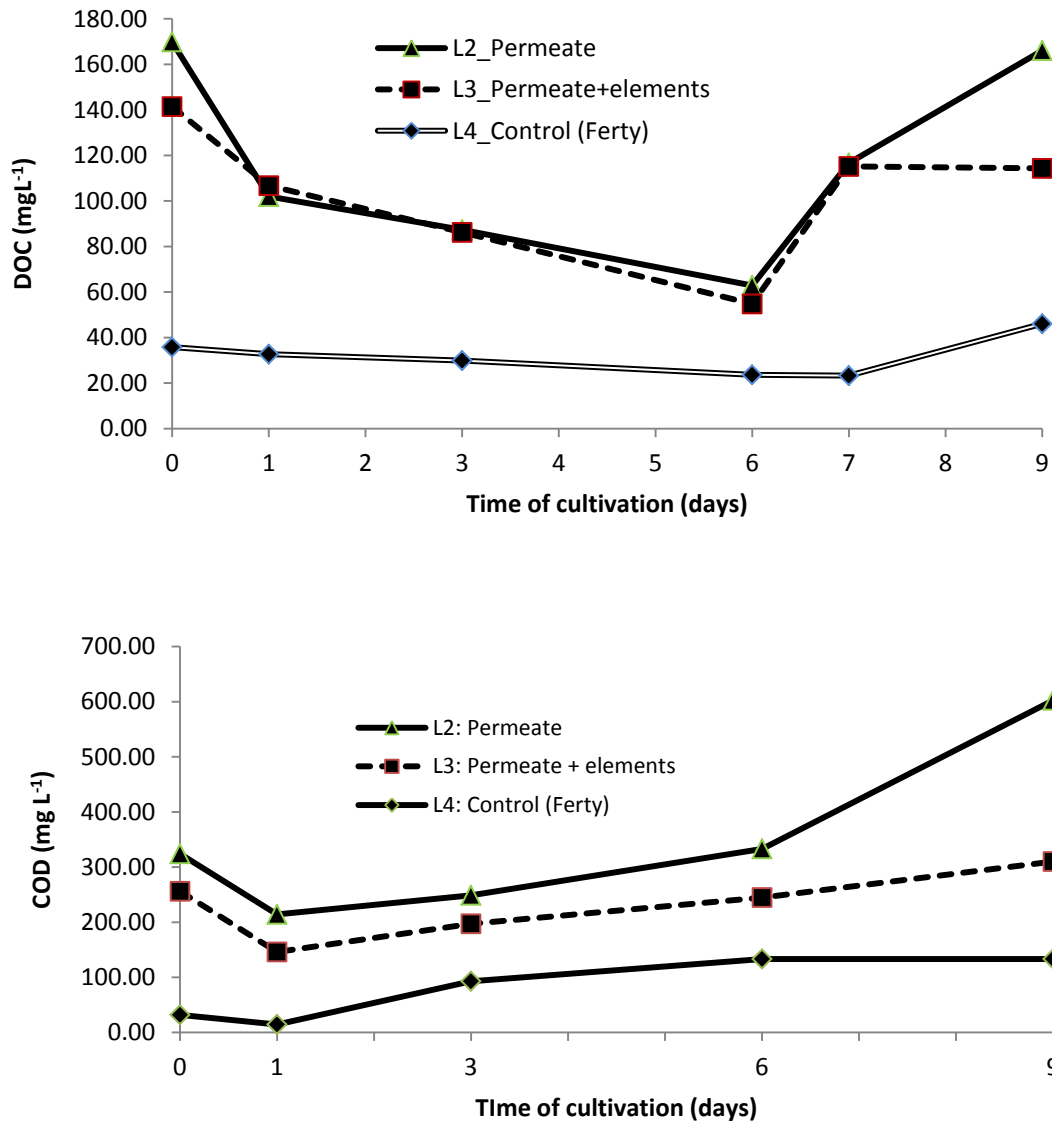 180.00
160.00
140.00
120.00
100.00
80.00
60.00
40.00
20.00
0.00
DOC (mgL-1)
L2_Permeate
L3_Permeate+elements
L4_Control (Ferty)
0 1 2 3 4 5 6 7 8 9
Time of cultivation (days)
700.00
600.00
500.00
400.00
300.00
200.00
100.00
0.00
COD (mg L-1)
L2: Permeate
L3: Permeate + elements
L4: Control (Ferty)
0 1 3 6 9
TIme of cultivation (days)